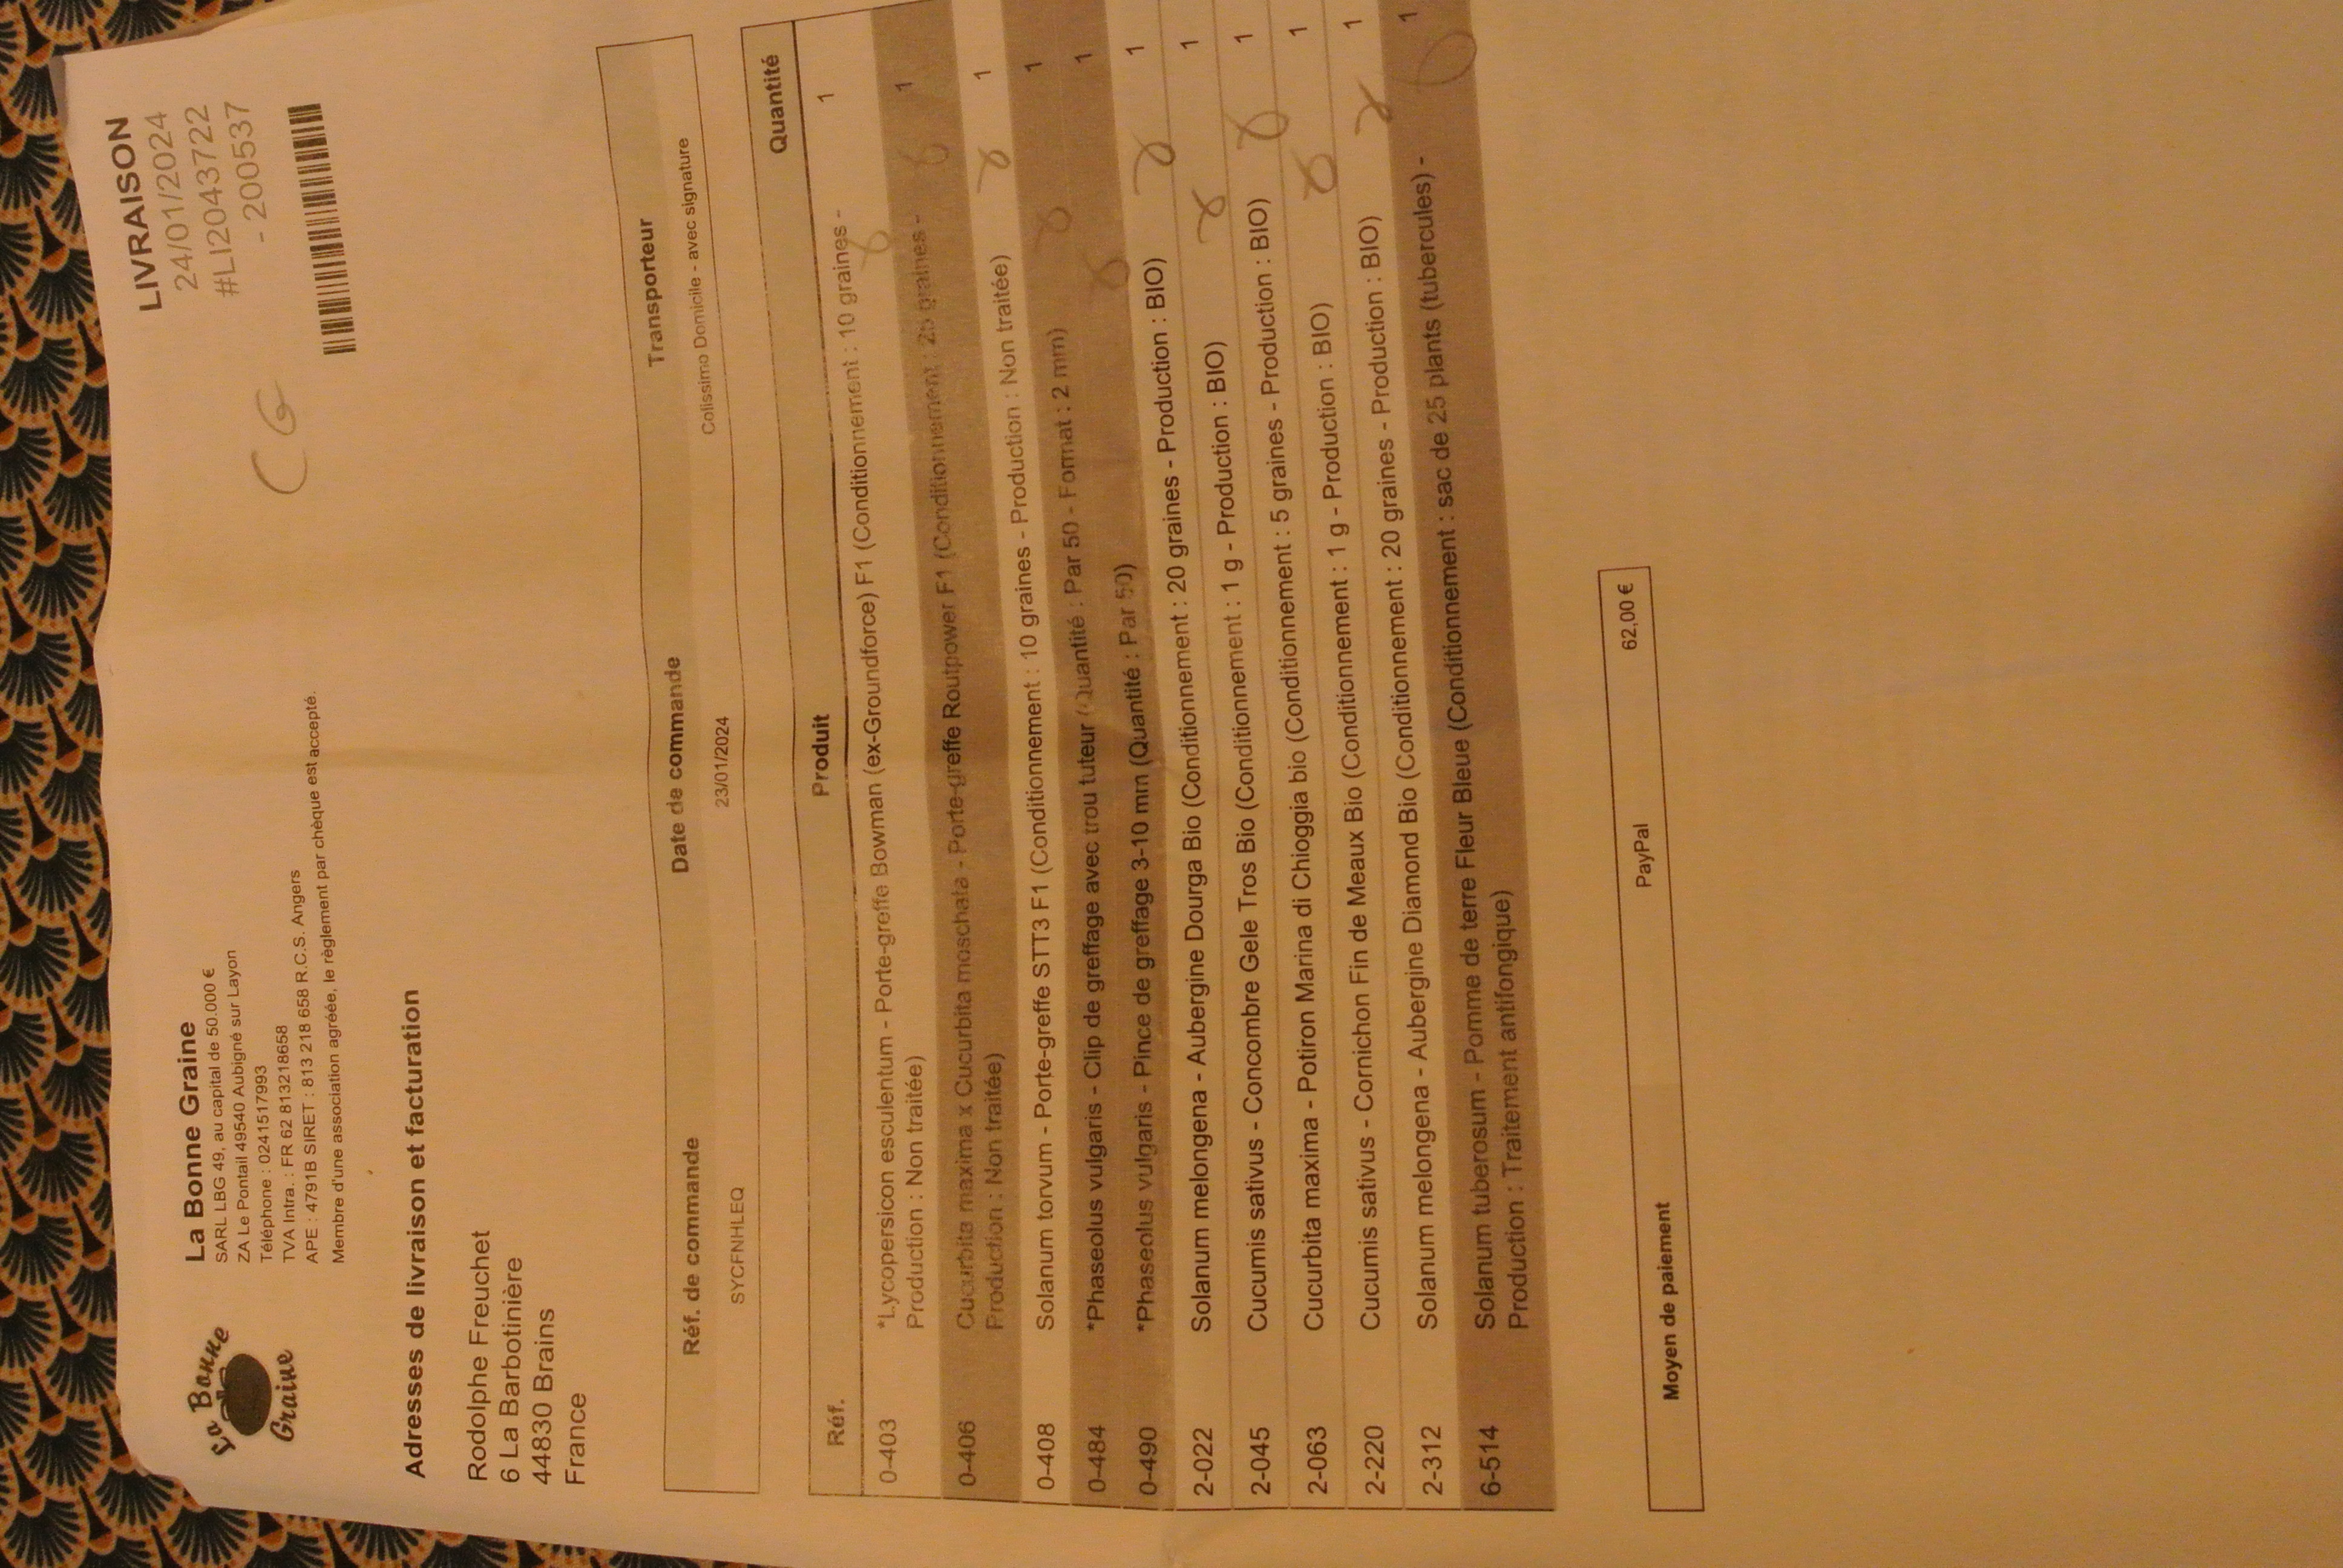 La Bonne
Graine
La Bonne Graine
SARL LBG 49, au capital de 50.000 €
ZA Le Pontail 49540 Aubigné sur Layon
Téléphone : 0241517993
TVA Intra. : FR 62 813218658
APE : 4791B SIRET : 813 218 658 R.C.S. Angers
Membre d'une association agréée, le règlement par chèque est accepté.
LIVRAISON
24/01/2024
#LI12043722
- 200537
CG
Adresses de livraison et facturation
Rodolphe Freuchet
6 La Barbotinière
44830 Brains
France
Réf. de commande Date de commande Transporteur
SYCFNHLEQ 23/01/2024 Colissimo Domicile - avec signature
Réf. Produit Quantité
0-403 *Lycopersicon esculentum - Porte-greffe Bowman (ex-Groundforce) F1 (Conditionnement : 10 graines - 1
Production : Non traitée)
0-406 Cucurbita maxima x Cucurbita moschata - Porte-greffe Routpower F1 (Conditionnement : 25 graines - 1
Production : Non traitée)
0-408 Solanum torvum - Porte-greffe STT3 F1 (Conditionnement : 10 graines - Production : Non traitée) 1
0-484 *Phaseolus vulgaris - Clip de greffage avec trou tuteur (Quantité : Par 50 - Format : 2 mm) 1
0-490 *Phaseolus vulgaris - Pince de greffage 3-10 mm (Quantité : Par 50) 1
2-022 Solanum melongena - Aubergine Dourga Bio (Conditionnement : 20 graines - Production : BIO) 1
2-045 Cucumis sativus - Concombre Gele Tros Bio (Conditionnement : 1 g - Production : BIO) 1
2-063 Cucurbita maxima - Potiron Marina di Chioggia bio (Conditionnement : 5 graines - Production : BIO) 1
2-220 Cucumis sativus - Cornichon Fin de Meaux Bio (Conditionnement : 1 g - Production : BIO) 1
2-312 Solanum melongena - Aubergine Diamond Bio (Conditionnement : 20 graines - Production : BIO) 1
6-514 Solanum tuberosum - Pomme de terre Fleur Bleue (Conditionnement : sac de 25 plants (tubercules) - 1
Production : Traitement antifongique)
Moyen de paiement PayPal 62,00 €